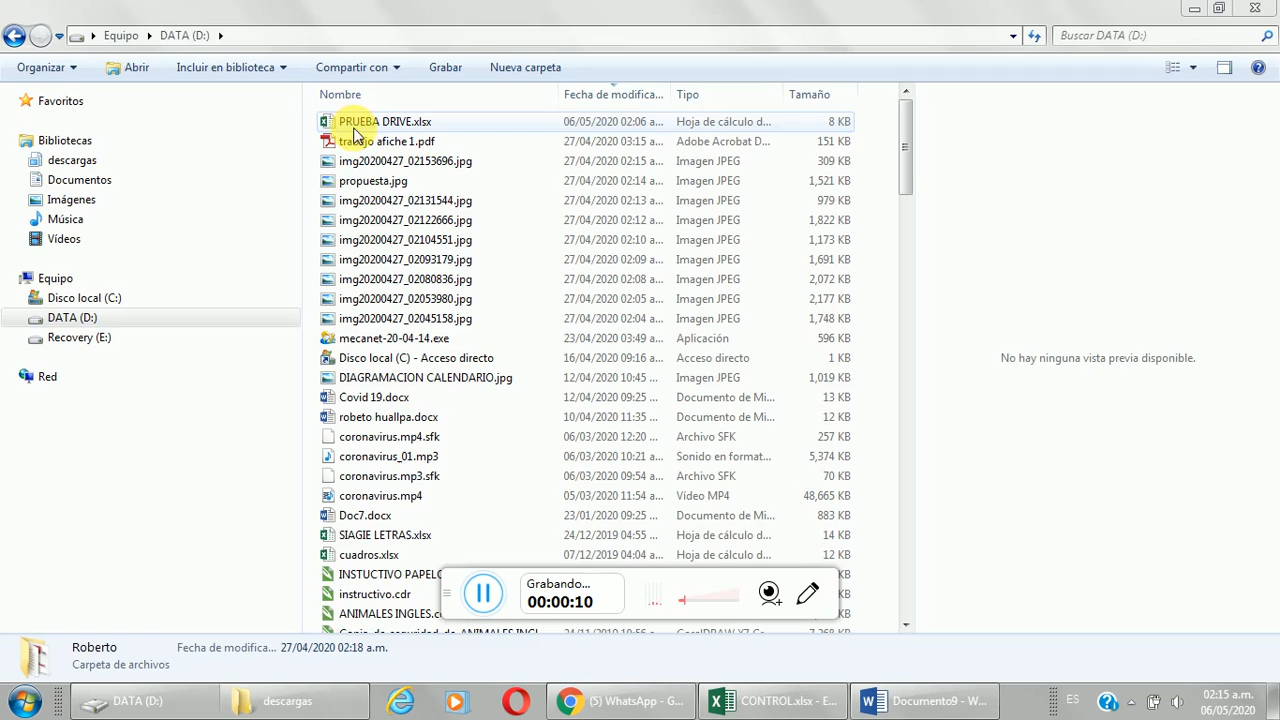 Equipo ▸ DATA (D:) ▸
Buscar DATA (D:)
Organizar Abrir Incluir en biblioteca Compartir con Grabar Nueva carpeta
Favoritos
Bibliotecas
descargas
Documentos
Imágenes
Música
Vídeos
Equipo
Disco local (C:)
DATA (D:)
Recovery (E:)
Red
Nombre Fecha de modifica... Tipo Tamaño
PRUEBA DRIVE.xlsx 06/05/2020 02:06 a... Hoja de cálculo d... 8 KB
trabajo afiche 1.pdf 27/04/2020 03:15 a... Adobe Acrobat D... 151 KB
img20200427_02153696.jpg 27/04/2020 02:15 a... Imagen JPEG 309 KB
propuesta.jpg 27/04/2020 02:14 a... Imagen JPEG 1,521 KB
img20200427_02131544.jpg 27/04/2020 02:13 a... Imagen JPEG 979 KB
img20200427_02122666.jpg 27/04/2020 02:12 a... Imagen JPEG 1,822 KB
img20200427_02104551.jpg 27/04/2020 02:10 a... Imagen JPEG 1,173 KB
img20200427_02093179.jpg 27/04/2020 02:09 a... Imagen JPEG 1,691 KB
img20200427_02080836.jpg 27/04/2020 02:08 a... Imagen JPEG 2,072 KB
img20200427_02053980.jpg 27/04/2020 02:05 a... Imagen JPEG 2,177 KB
img20200427_02045158.jpg 27/04/2020 02:04 a... Imagen JPEG 1,748 KB
mecanet-20-04-14.exe 23/04/2020 03:49 a... Aplicación 596 KB
Disco local (C) - Acceso directo 16/04/2020 09:16 a... Acceso directo 1 KB
DIAGRAMACION CALENDARIO.jpg 12/04/2020 10:45 ... Imagen JPEG 1,019 KB
Covid 19.docx 12/04/2020 09:25 ... Documento de Mi... 13 KB
robeto huallpa.docx 10/04/2020 11:35 ... Documento de Mi... 12 KB
coronavirus.mp4.sfk 06/03/2020 12:20 ... Archivo SFK 257 KB
coronavirus_01.mp3 06/03/2020 10:21 a... Sonido en format... 5,374 KB
coronavirus.mp3.sfk 06/03/2020 09:54 a... Archivo SFK 70 KB
coronavirus.mp4 05/03/2020 11:54 a... Vídeo MP4 48,665 KB
Doc7.docx 23/01/2020 09:25 ... Documento de Mi... 883 KB
SIAGIE LETRAS.xlsx 24/12/2019 04:55 ... Hoja de cálculo d... 14 KB
cuadros.xlsx 07/12/2019 04:04 a... Hoja de cálculo d... 12 KB
INSTUCTIVO PAPELO
instructivo.cdr
ANIMALES INGLES.c
No hay ninguna vista previa disponible.
Grabando...
00:00:10
Roberto Fecha de modifica... 27/04/2020 02:18 a.m.
Carpeta de archivos
DATA (D:) descargas (5) WhatsApp - G... CONTROL.xlsx - E... Documento9 - W... ES
02:15 a.m.
06/05/2020